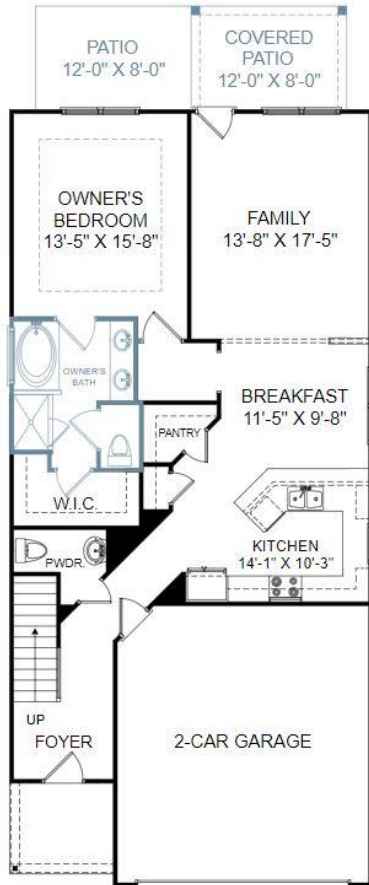 PATIO
12'-0" X 8'-0"
COVERED
PATIO
12'-0" X 8'-0"
OWNER'S
BEDROOM
13'-5" X 15'-8"
FAMILY
13'-8" X 17'-5"
OWNER'S
BATH
BREAKFAST
11'-5" X 9'-8"
PANTRY
W.I.C.
KITCHEN
14'-1" X 10'-3"
PWDR.
UP
FOYER
2-CAR GARAGE